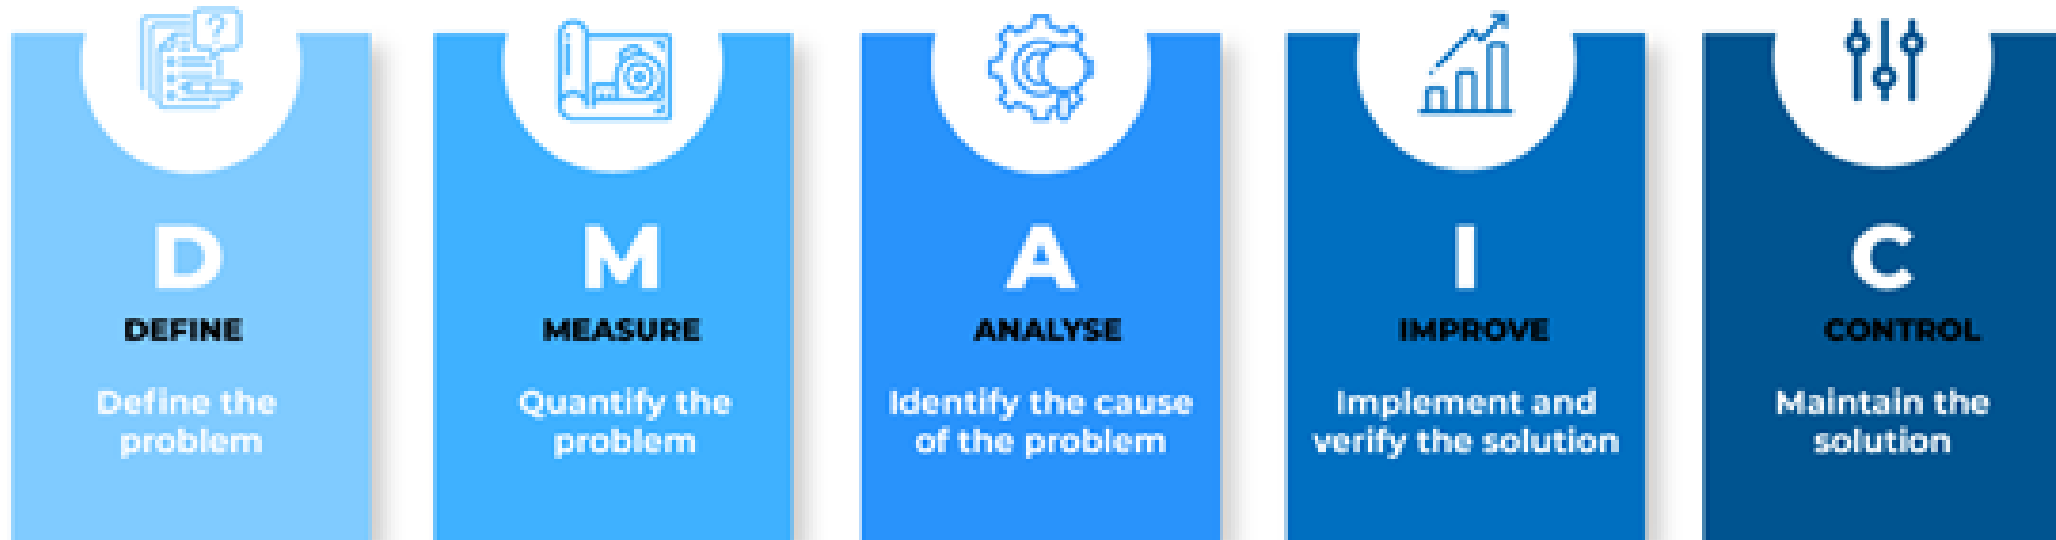 ?
D
DEFINE
Define the
problem
M
MEASURE
Quantify the
problem
A
ANALYSE
Identify the cause
of the problem
I
IMPROVE
Implement and
verify the solution
C
CONTROL
Maintain the
solution